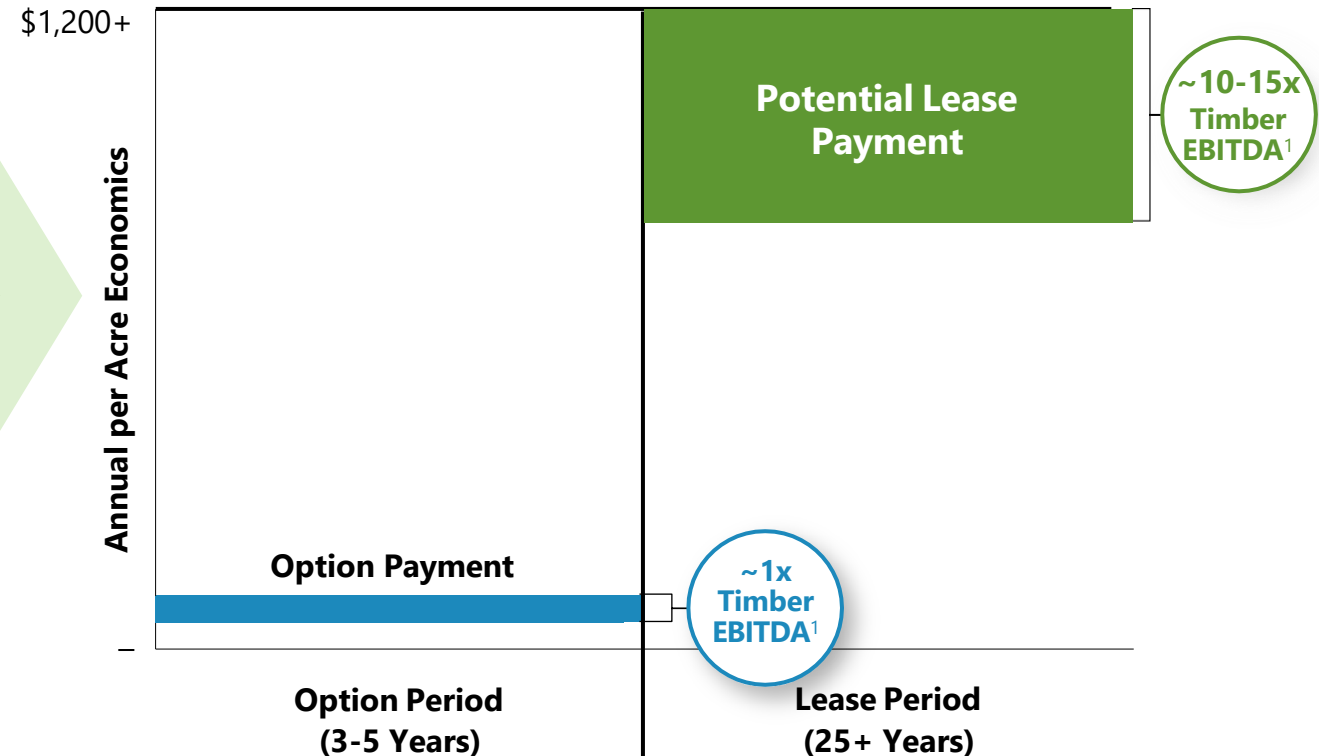 $1,200+
Annual per Acre Economics
–
Potential Lease
Payment
~10-15x
Timber
EBITDA¹
Option Payment
~1x
Timber
EBITDA¹
Option Period
(3-5 Years)
Lease Period
(25+ Years)